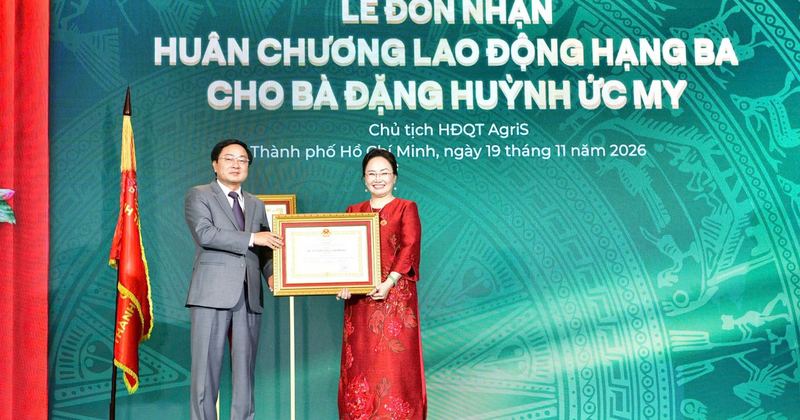 LỄ ĐÓN NHẬN
HUÂN CHƯƠNG LAO ĐỘNG HẠNG BA
CHO BÀ ĐẶNG HUỲNH ỨC MY
Chủ tịch HĐQT AgriS
Thành phố Hồ Chí Minh, ngày 19 tháng 11 năm 2026